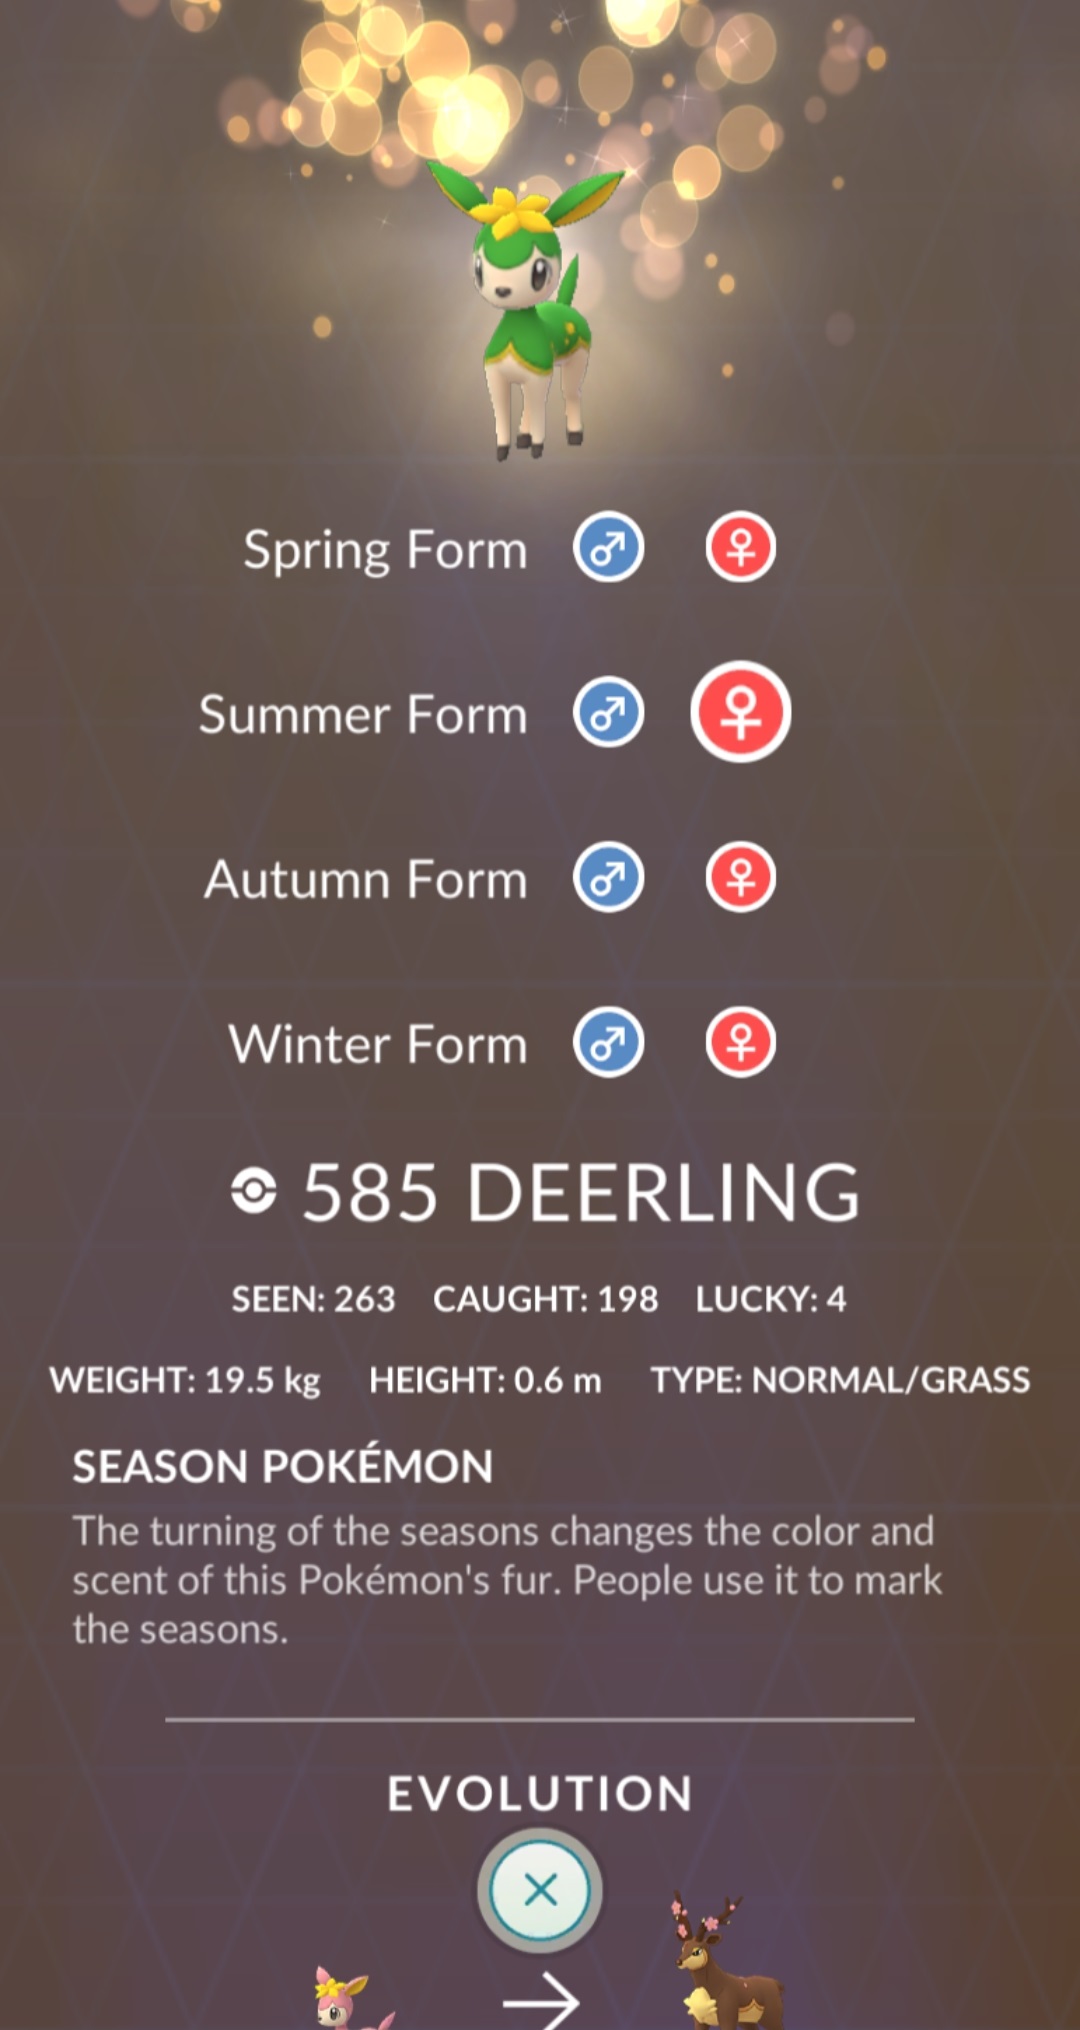 Spring Form
Summer Form
Autumn Form
Winter Form
585 DEERLING
SEEN: 263 CAUGHT: 198 LUCKY: 4
WEIGHT: 19.5 kg HEIGHT: 0.6 m TYPE: NORMAL/GRASS
SEASON POKÉMON
The turning of the seasons changes the color and
scent of this Pokémon's fur. People use it to mark
the seasons.
EVOLUTION